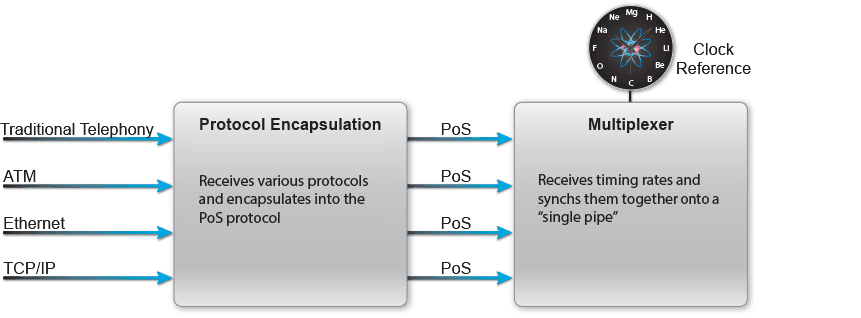 Mg
Ne
H
Na
He
F
Li
O
Be
N
B
C
Clock
Reference
Protocol Encapsulation
Multiplexer
Traditional Telephony
PoS
ATM
PoS
Receives various protocols
and encapsulates into the
PoS protocol
Receives timing rates and
synchs them together onto a
“single pipe”
Ethernet
PoS
TCP/IP
PoS